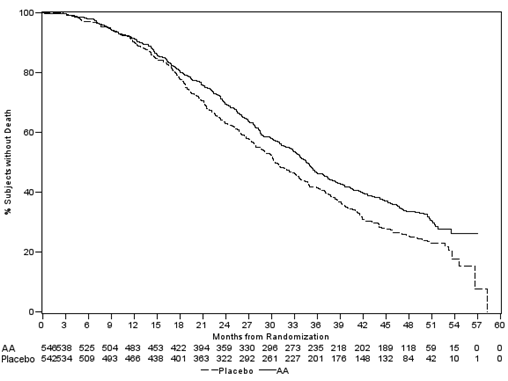 100
80
60
40
20
0
% Subjects without Death
0 3 6 9 12 15 18 21 24 27 30 33 36 39 42 45 48 51 54 57 60
Months from Randomization
AA 546538 525 504 483 453 422 394 359 330 296 273 235 218 202 189 118 59 15 0 0
Placebo 542534 509 493 466 438 401 363 322 292 261 227 201 176 148 132 84 42 10 1 0
Placebo AA